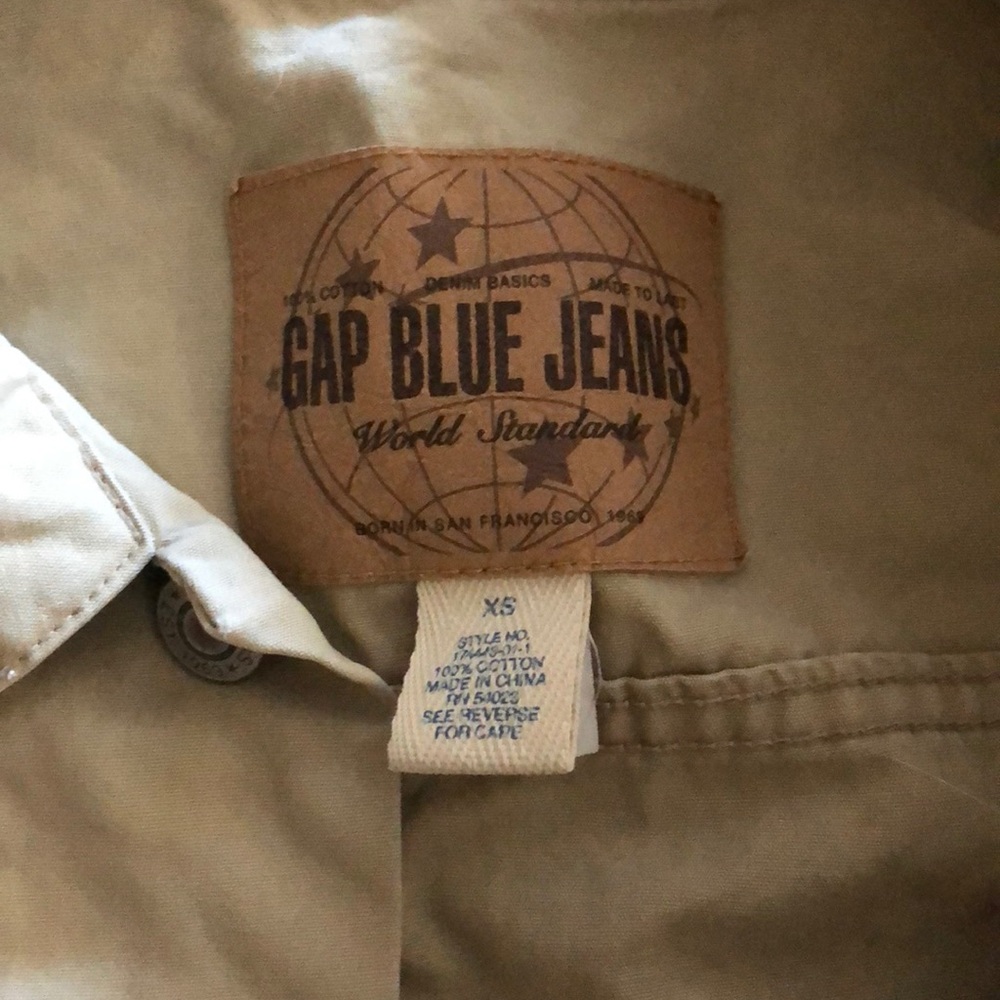 100% COTTON DENIM BASICS MADE TO LAST
GAP BLUE JEANS
World Standard
BORN IN SAN FRANCISCO 1969
XS
STYLE NO.
100% COTTON
MADE IN CHINA
RN 54023
SEE REVERSE
FOR CARE